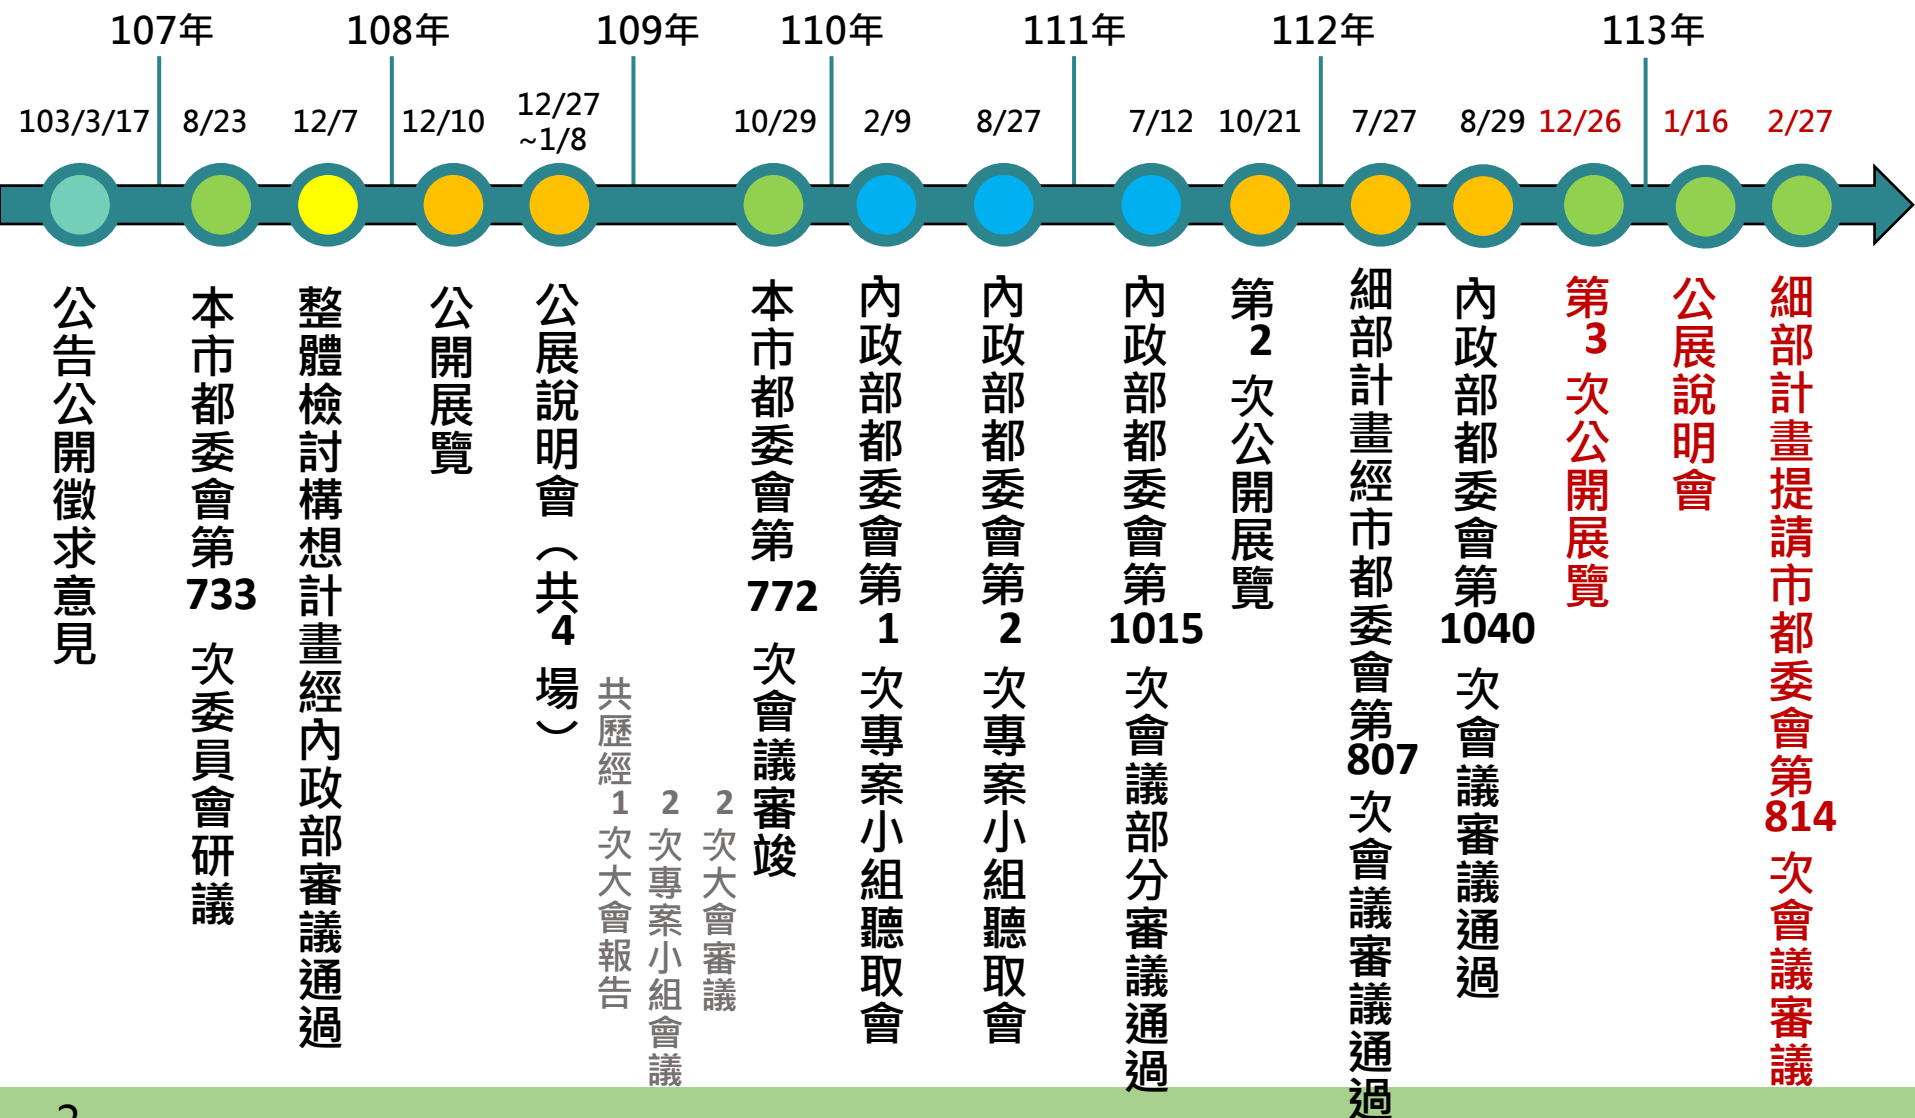 107年
108年
109年
110年
111年
112年
113年
103/3/17
8/23
12/7
12/10
12/27
~1/8
10/29
2/9
8/27
7/12
10/21
7/27
8/29
12/26
1/16
2/27
公告公開徵求意見
本市都委會第733次委員會研議
整體檢討構想計畫經內政部審議通過
公開展覽
公展說明會（共4場）
共歷經1次大會報告
2次專案小組會議
2次大會審議
本市都委會第772次會議審竣
內政部都委會第1次專案小組聽取會
內政部都委會第2次專案小組聽取會
內政部都委會第1015次會議部分審議通過
第2次公開展覽
細部計畫經市都委會第807次會議審議通過
內政部都委會第1040次會議審議通過
第3次公開展覽
公展說明會
細部計畫提請市都委會第814次會議審議
2